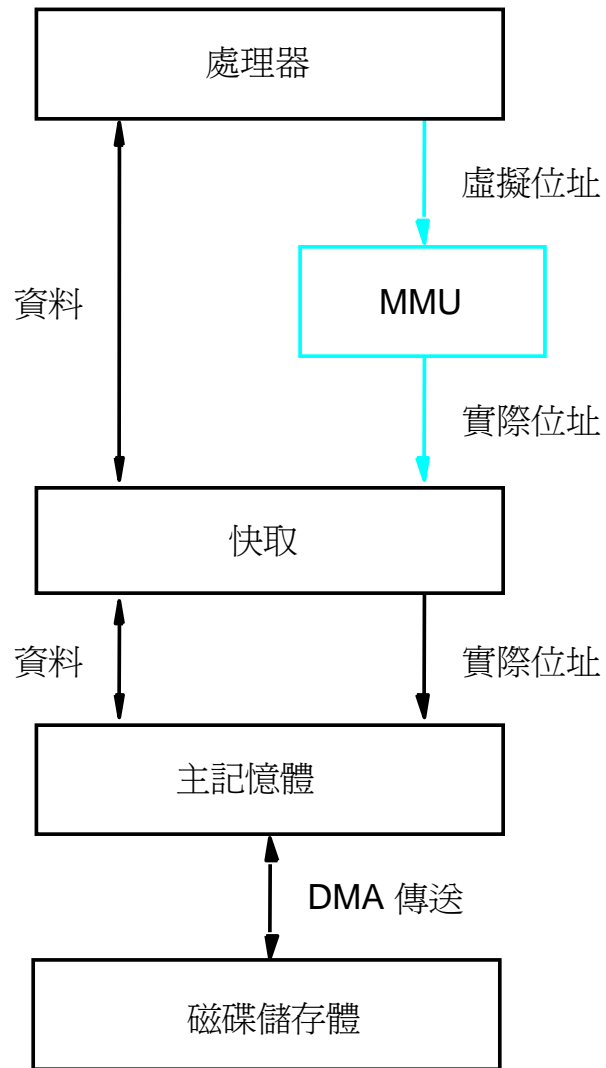 處理器
虛擬位址
MMU
資料
實際位址
快取
資料
實際位址
主記憶體
DMA 傳送
磁碟儲存體